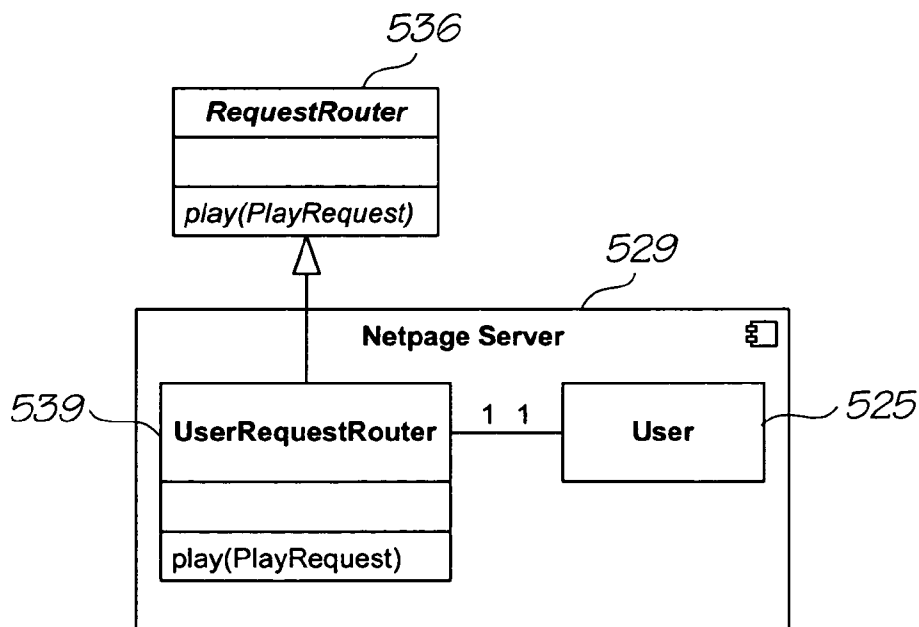 536
RequestRouter
play(PlayRequest)
529
Netpage Server
539
UserRequestRouter
1 1
User
525
play(PlayRequest)